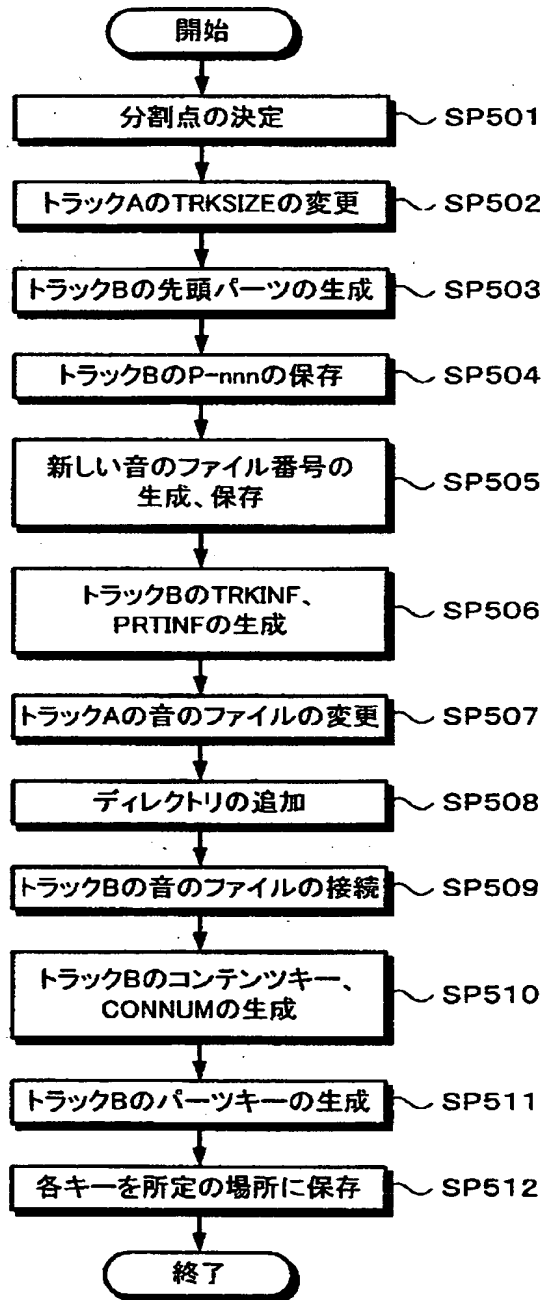 開始
分割点の決定 SP501
トラックAのTRKSIZEの変更 SP502
トラックBの先頭パーツの生成 SP503
トラックBのP-nnnの保存 SP504
新しい音のファイル番号の
生成、保存 SP505
トラックBのTRKINF、
PRTINFの生成 SP506
トラックAの音のファイルの変更 SP507
ディレクトリの追加 SP508
トラックBの音のファイルの接続 SP509
トラックBのコンテンツキー、
CONNUMの生成 SP510
トラックBのパーツキーの生成 SP511
各キーを所定の場所に保存 SP512
終了